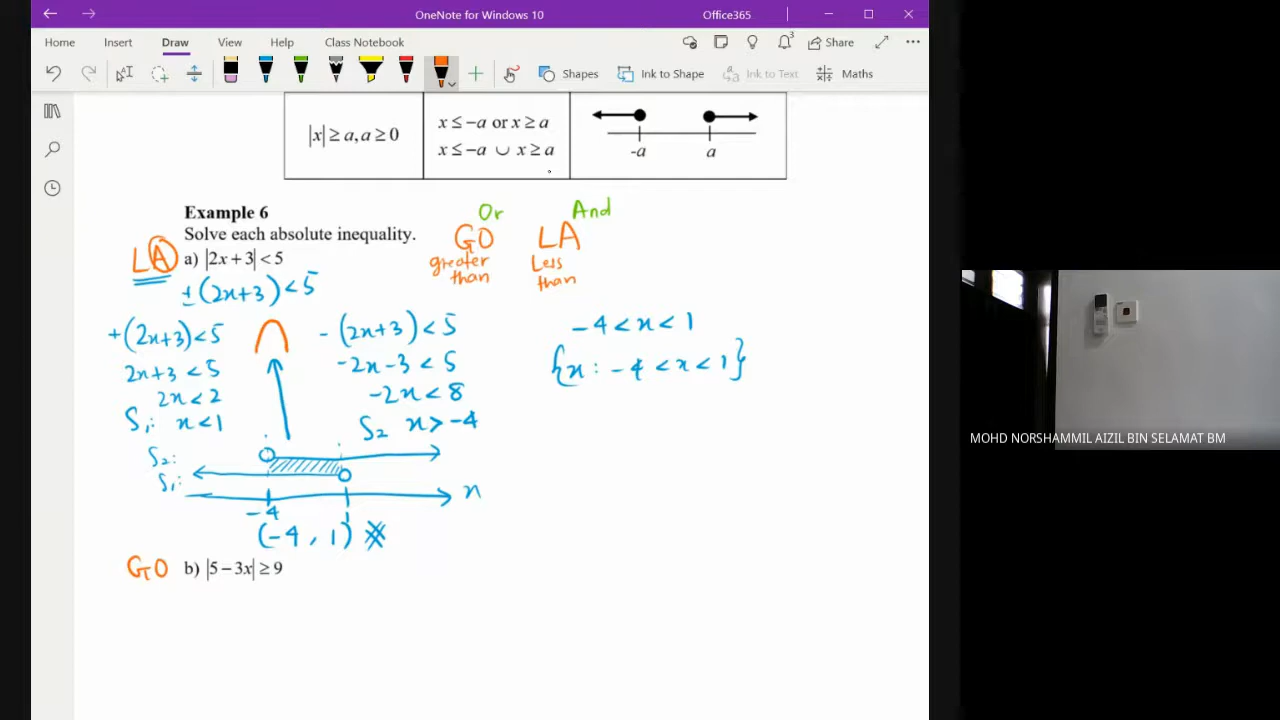 OneNote for Windows 10
Office365
Home Insert Draw View Help Class Notebook
3
Share
Shapes Ink to Shape Ink to Text Maths
|x| ≥ a, a ≥ 0
x ≤ −a or x ≥ a
x ≤ −a ∪ x ≥ a
-a a
Example 6
Solve each absolute inequality.
Or And
GO LA
greater than
Less than
LA a) |2x + 3| < 5
±(2x+3) < 5
+(2x+3) < 5
2x+3 < 5
2x < 2
S₁: x < 1
∩
-(2x+3) < 5
-2x-3 < 5
-2x < 8
S₂ x > -4
-4 < x < 1
{x : -4 < x < 1}
S₂:
S₁:
x
-4 1
(-4, 1)
GO b) |5 − 3x| ≥ 9
MOHD NORSHAMMIL AIZIL BIN SELAMAT BM